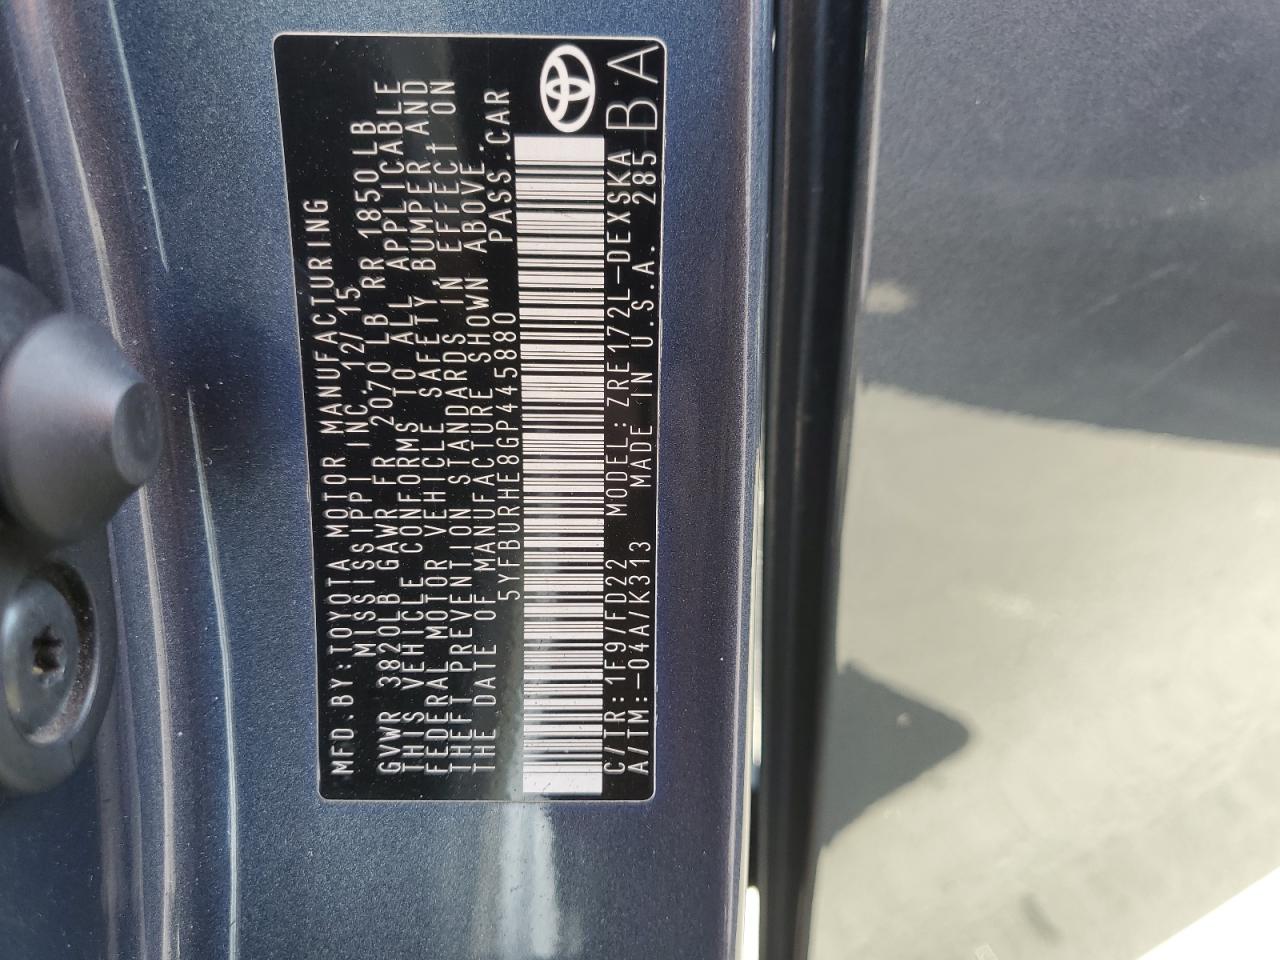 MFD.BY:TOYOTA MOTOR MANUFACTURING
MISSISSIPPI INC. 12/15
GVWR 3820LB GAWR FR 2070 LB RR 1850LB
THIS VEHICLE CONFORMS TO ALL APPLICABLE
FEDERAL MOTOR VEHICLE SAFETY, BUMPER AND
THEFT PREVENTION STANDARDS IN EFFECT ON
THE DATE OF MANUFACTURE SHOWN ABOVE.
5YFBURHE8GP445880 PASS.CAR
C/TR:1F9/FD22 MODEL:ZRE172L-DEXSKA
A/TM:-04A/K313 MADE IN U.S.A. 285
BA